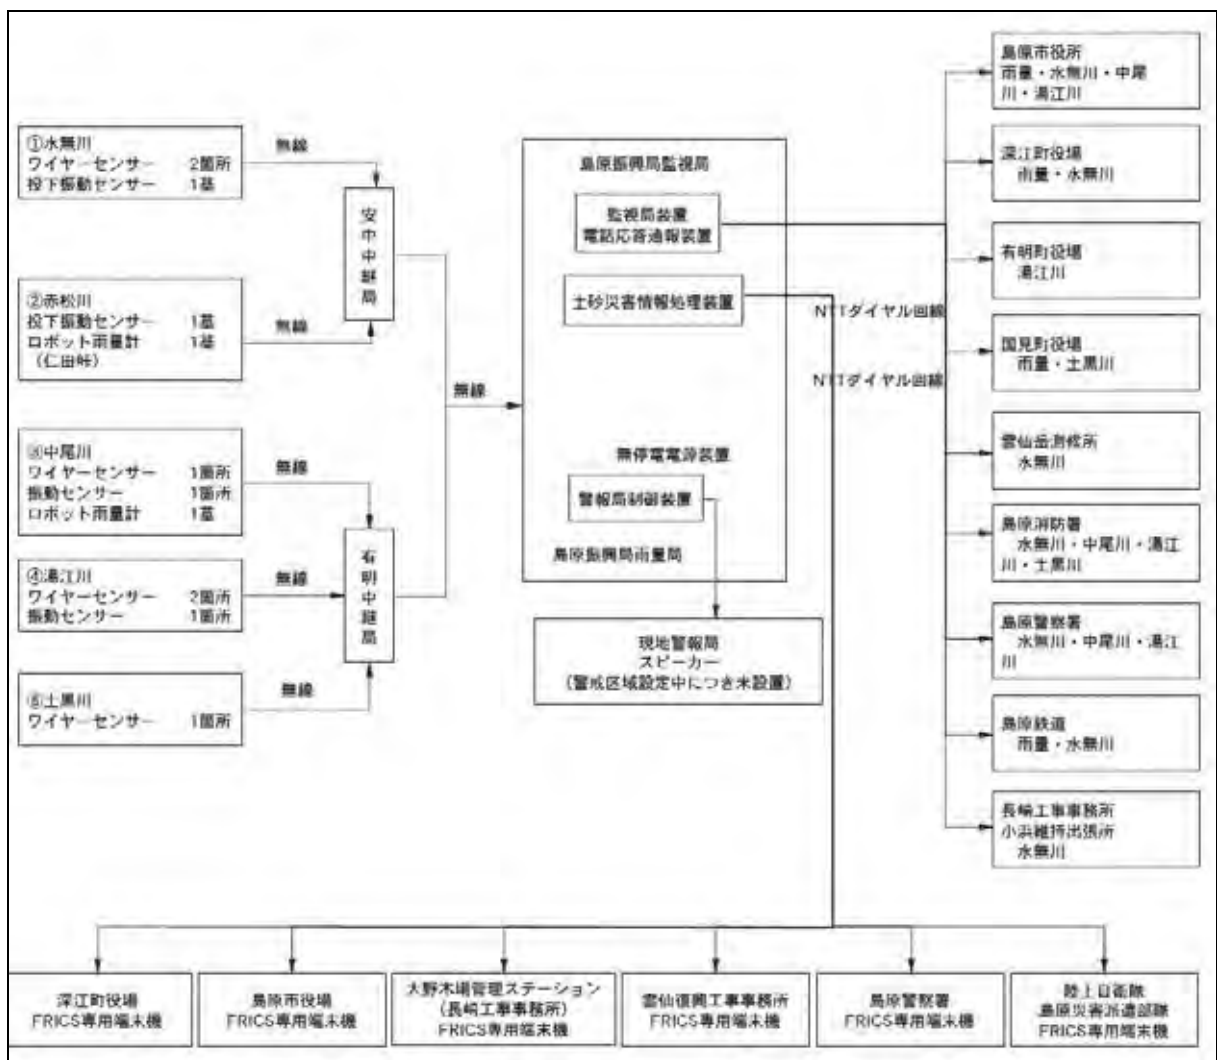 ①水無川
ワイヤーセンサー 2箇所
投下振動センサー 1基
無線
②赤松川
投下振動センサー 1基
ロボット雨量計 1基
(仁田峠)
無線
安中中継局
③中尾川
ワイヤーセンサー 1箇所
振動センサー 1箇所
ロボット雨量計 1基
無線
④湯江川
ワイヤーセンサー 2箇所
振動センサー 1箇所
無線
⑤土黒川
ワイヤーセンサー 1箇所
無線
有明中継局
無線
島原振興局監視局
監視局装置
電話応答通報装置
土砂災害情報処理装置
無停電電源装置
警報局制御装置
島原振興局雨量局
現地警報局
スピーカー
(警戒区域設定中につき未設置)
NTTダイヤル回線
NTTダイヤル回線
島原市役所
雨量・水無川・中尾
川・湯江川
深江町役場
雨量・水無川
有明町役場
湯江川
国見町役場
雨量・土黒川
雲仙岳測候所
水無川
島原消防署
水無川・中尾川・湯江
川・土黒川
島原警察署
水無川・中尾川・湯江
川
島原鉄道
雨量・水無川
長崎工事事務所
小浜維持出張所
水無川
深江町役場
FRICS専用端末機
島原市役場
FRICS専用端末機
大野木場管理ステーション
(長崎工事事務所)
FRICS専用端末機
雲仙復興工事事務所
FRICS専用端末機
島原警察署
FRICS専用端末機
陸上自衛隊
島原災害派遣部隊
FRICS専用端末機